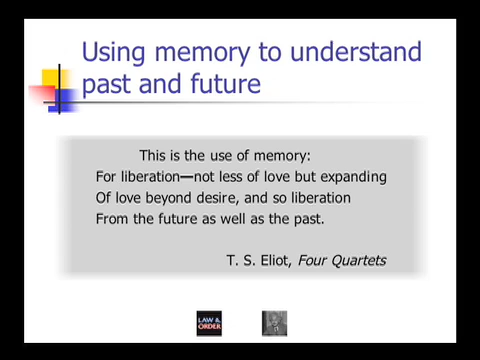 Using memory to understand
past and future
This is the use of memory:
For liberation—not less of love but expanding
Of love beyond desire, and so liberation
From the future as well as the past.
T. S. Eliot, Four Quartets
LAW &
ORDER